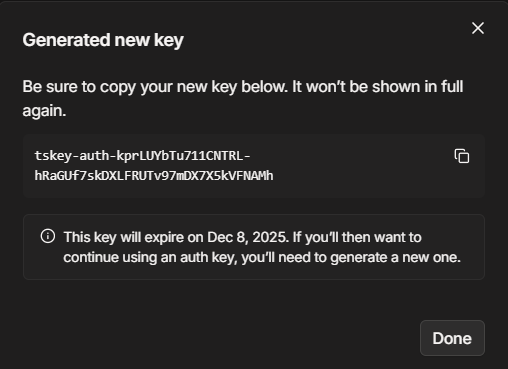 Generated new key
Be sure to copy your new key below. It won’t be shown in full
again.
tskey-auth-kprLUYbTu711CNTRL-
hRaGUf7skDXLFRUTv97mDX7X5kVFNAMh
This key will expire on Dec 8, 2025. If you’ll then want to
continue using an auth key, you’ll need to generate a new one.
Done